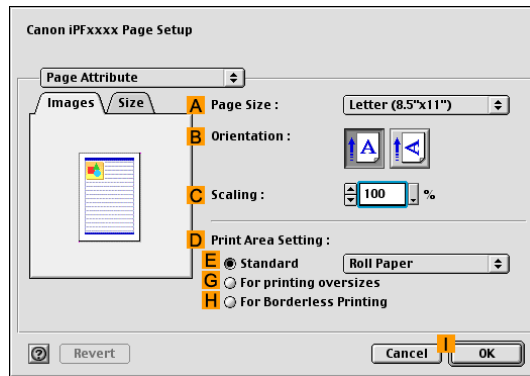 Canon iPFxxxx Page Setup
Page Attribute
Images Size
A Page Size : Letter (8.5"x11")
B Orientation :
A A
C Scaling : 100 %
D Print Area Setting :
E Standard Roll Paper
G For printing oversizes
H For Borderless Printing
? Revert Cancel I OK